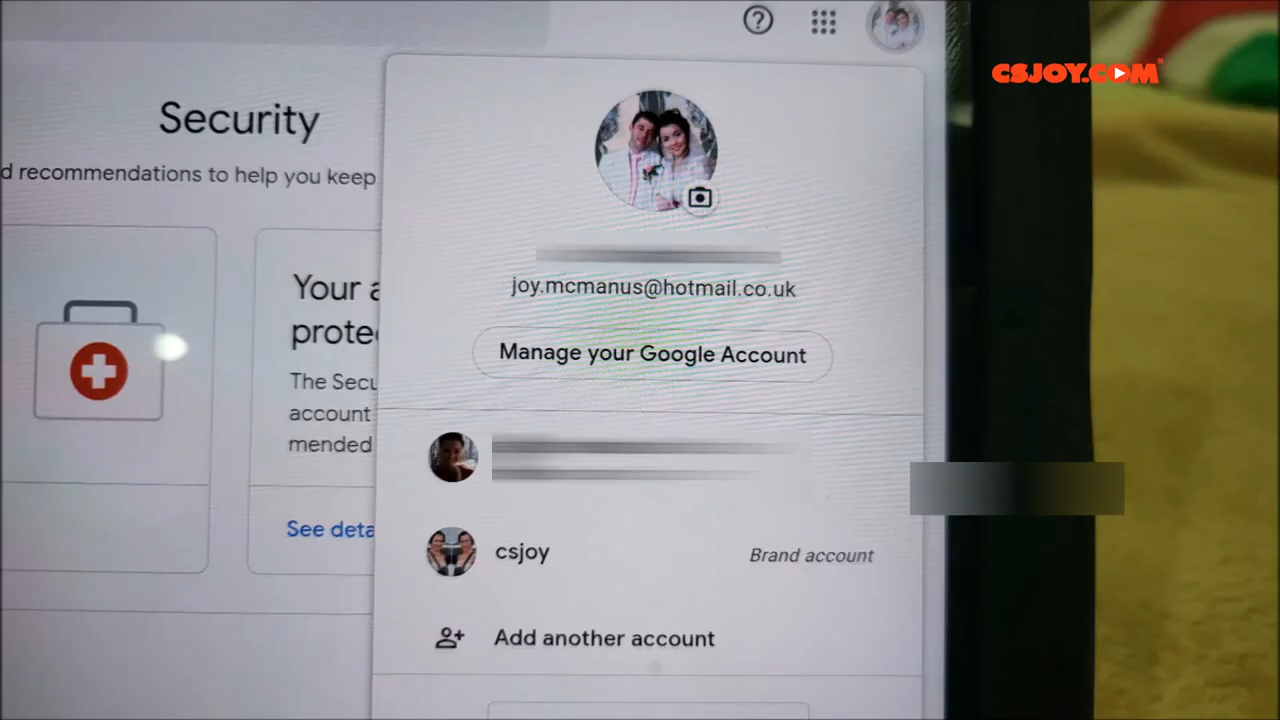 CSJOY.COM
Security
d recommendations to help you keep
joy.mcmanus@hotmail.co.uk
Manage your Google Account
Your a
prote
The Secu
account
mended
See deta
csjoy
Brand account
Add another account